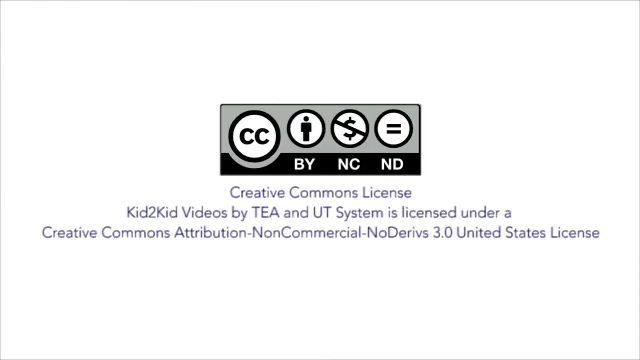 CC
BY NC ND
Creative Commons License
Kid2Kid Videos by TEA and UT System is licensed under a
Creative Commons Attribution-NonCommercial-NoDerivs 3.0 United States License